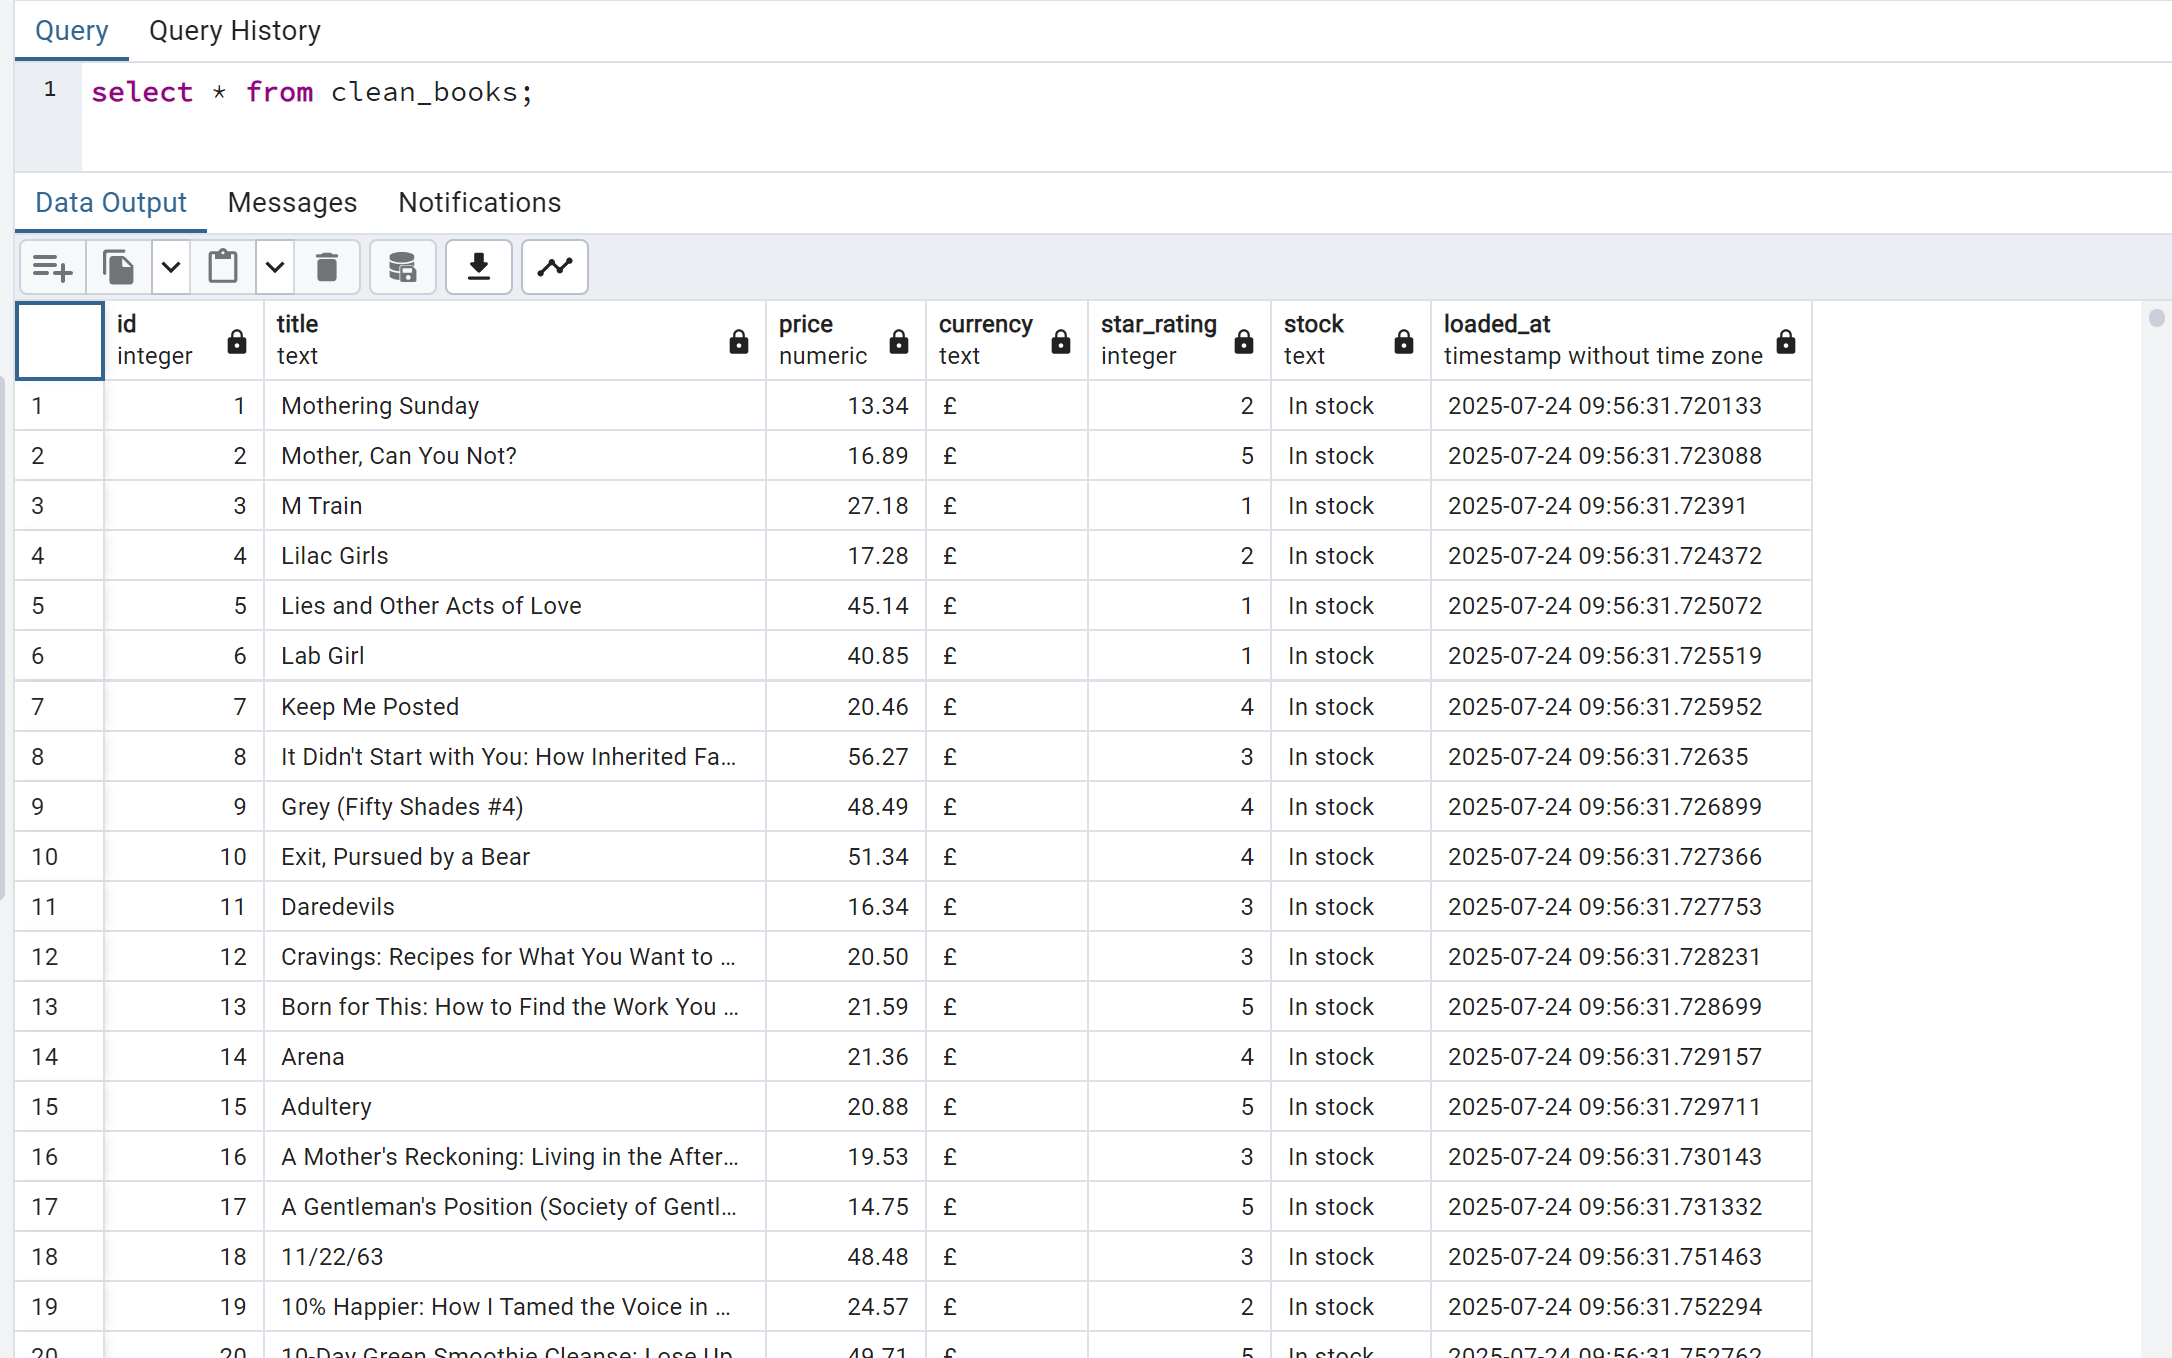 Query Query History
1 select * from clean_books;
Data Output Messages Notifications
id title price currency star_rating stock loaded_at
integer text numeric text integer text timestamp without time zone
1 1 Mothering Sunday 13.34 £ 2 In stock 2025-07-24 09:56:31.720133
2 2 Mother, Can You Not? 16.89 £ 5 In stock 2025-07-24 09:56:31.723088
3 3 M Train 27.18 £ 1 In stock 2025-07-24 09:56:31.72391
4 4 Lilac Girls 17.28 £ 2 In stock 2025-07-24 09:56:31.724372
5 5 Lies and Other Acts of Love 45.14 £ 1 In stock 2025-07-24 09:56:31.725072
6 6 Lab Girl 40.85 £ 1 In stock 2025-07-24 09:56:31.725519
7 7 Keep Me Posted 20.46 £ 4 In stock 2025-07-24 09:56:31.725952
8 8 It Didn't Start with You: How Inherited Fa... 56.27 £ 3 In stock 2025-07-24 09:56:31.72635
9 9 Grey (Fifty Shades #4) 48.49 £ 4 In stock 2025-07-24 09:56:31.726899
10 10 Exit, Pursued by a Bear 51.34 £ 4 In stock 2025-07-24 09:56:31.727366
11 11 Daredevils 16.34 £ 3 In stock 2025-07-24 09:56:31.727753
12 12 Cravings: Recipes for What You Want to ... 20.50 £ 3 In stock 2025-07-24 09:56:31.728231
13 13 Born for This: How to Find the Work You ... 21.59 £ 5 In stock 2025-07-24 09:56:31.728699
14 14 Arena 21.36 £ 4 In stock 2025-07-24 09:56:31.729157
15 15 Adultery 20.88 £ 5 In stock 2025-07-24 09:56:31.729711
16 16 A Mother's Reckoning: Living in the After... 19.53 £ 3 In stock 2025-07-24 09:56:31.730143
17 17 A Gentleman's Position (Society of Gentl... 14.75 £ 5 In stock 2025-07-24 09:56:31.731332
18 18 11/22/63 48.48 £ 3 In stock 2025-07-24 09:56:31.751463
19 19 10% Happier: How I Tamed the Voice in ... 24.57 £ 2 In stock 2025-07-24 09:56:31.752294
20 20 10-Day Green Smoothie Cleanse: Lose Up 49.71 £ 5 In stock 2025-07-24 09:56:31.752762